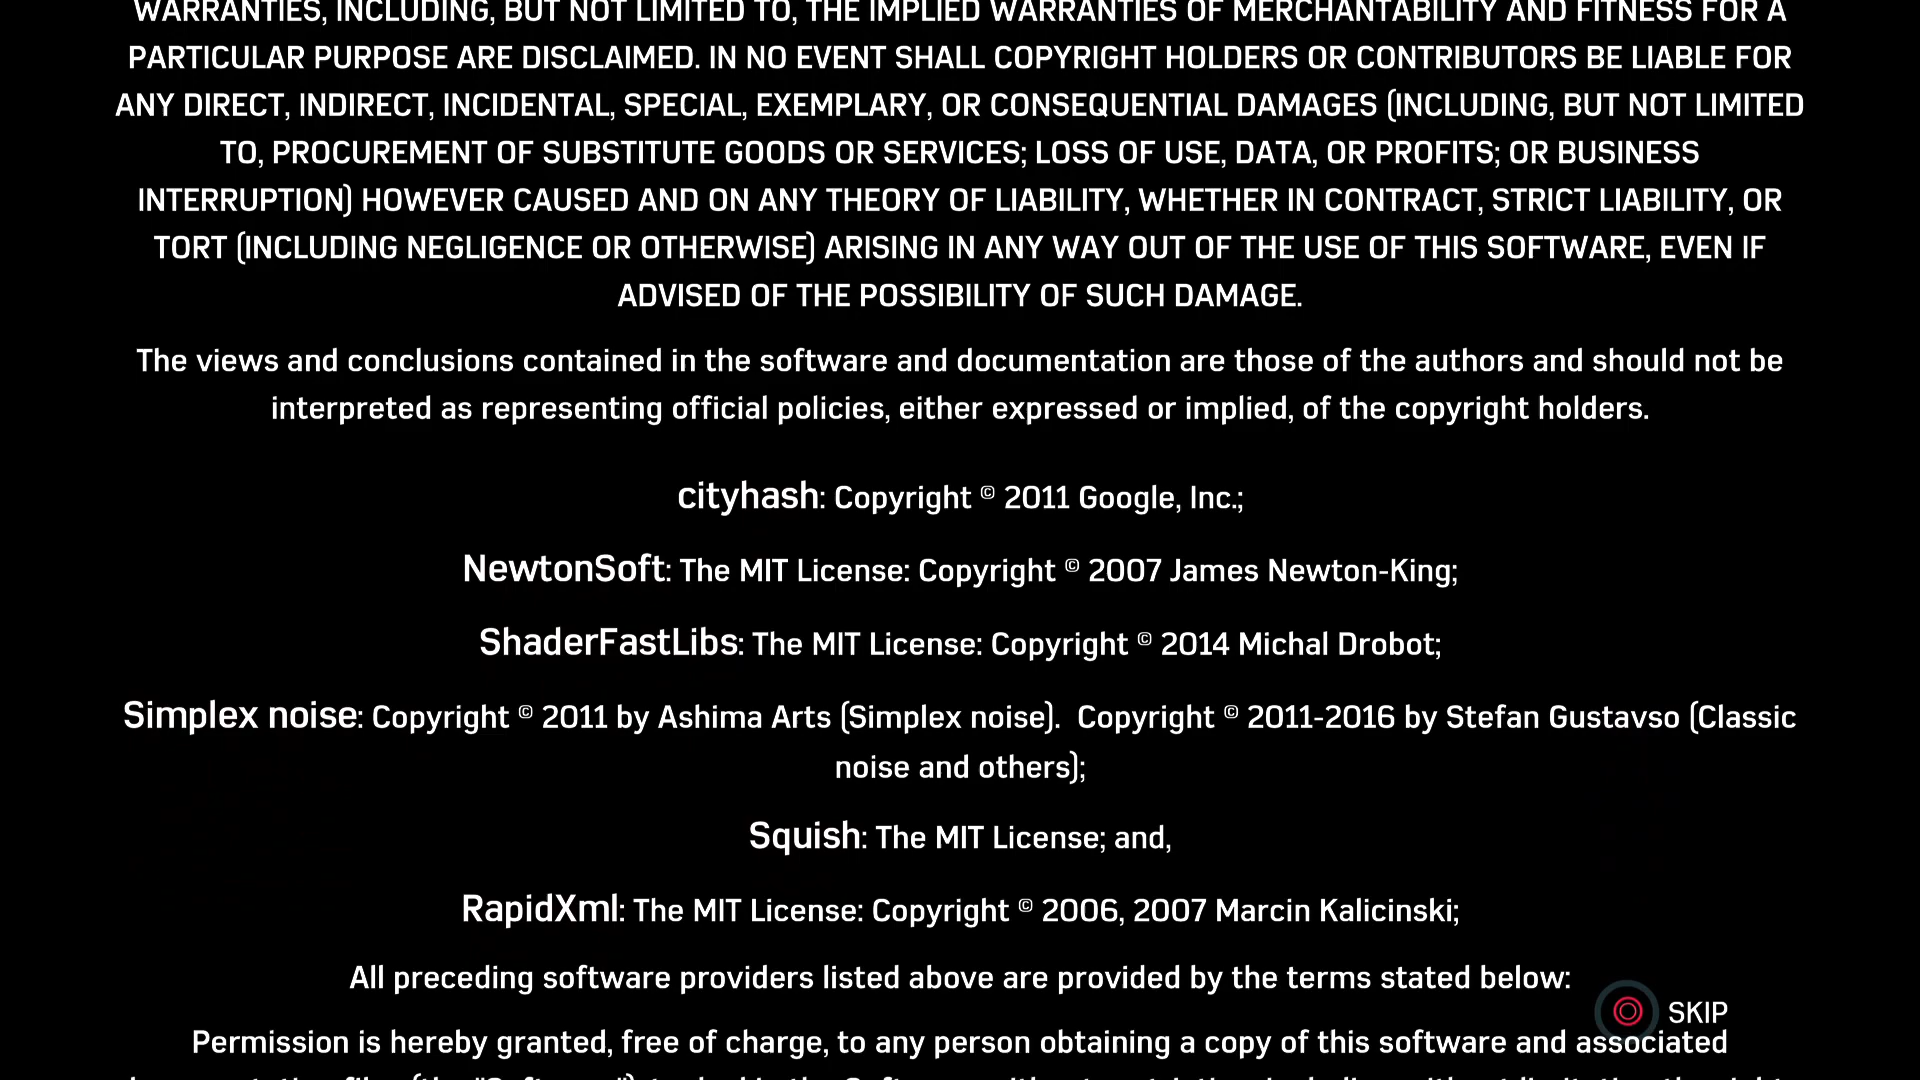 WARRANTIES, INCLUDING, BUT NOT LIMITED TO, THE IMPLIED WARRANTIES OF MERCHANTABILITY AND FITNESS FOR A
PARTICULAR PURPOSE ARE DISCLAIMED. IN NO EVENT SHALL COPYRIGHT HOLDERS OR CONTRIBUTORS BE LIABLE FOR
ANY DIRECT, INDIRECT, INCIDENTAL, SPECIAL, EXEMPLARY, OR CONSEQUENTIAL DAMAGES (INCLUDING, BUT NOT LIMITED
TO, PROCUREMENT OF SUBSTITUTE GOODS OR SERVICES; LOSS OF USE, DATA, OR PROFITS; OR BUSINESS
INTERRUPTION) HOWEVER CAUSED AND ON ANY THEORY OF LIABILITY, WHETHER IN CONTRACT, STRICT LIABILITY, OR
TORT (INCLUDING NEGLIGENCE OR OTHERWISE) ARISING IN ANY WAY OUT OF THE USE OF THIS SOFTWARE, EVEN IF
ADVISED OF THE POSSIBILITY OF SUCH DAMAGE.
The views and conclusions contained in the software and documentation are those of the authors and should not be
interpreted as representing official policies, either expressed or implied, of the copyright holders.
cityhash: Copyright © 2011 Google, Inc.;
NewtonSoft: The MIT License: Copyright © 2007 James Newton-King;
ShaderFastLibs: The MIT License: Copyright © 2014 Michal Drobot;
Simplex noise: Copyright © 2011 by Ashima Arts (Simplex noise).  Copyright © 2011-2016 by Stefan Gustavso (Classic
noise and others);
Squish: The MIT License; and,
RapidXml: The MIT License: Copyright © 2006, 2007 Marcin Kalicinski;
All preceding software providers listed above are provided by the terms stated below:
SKIP
Permission is hereby granted, free of charge, to any person obtaining a copy of this software and associated